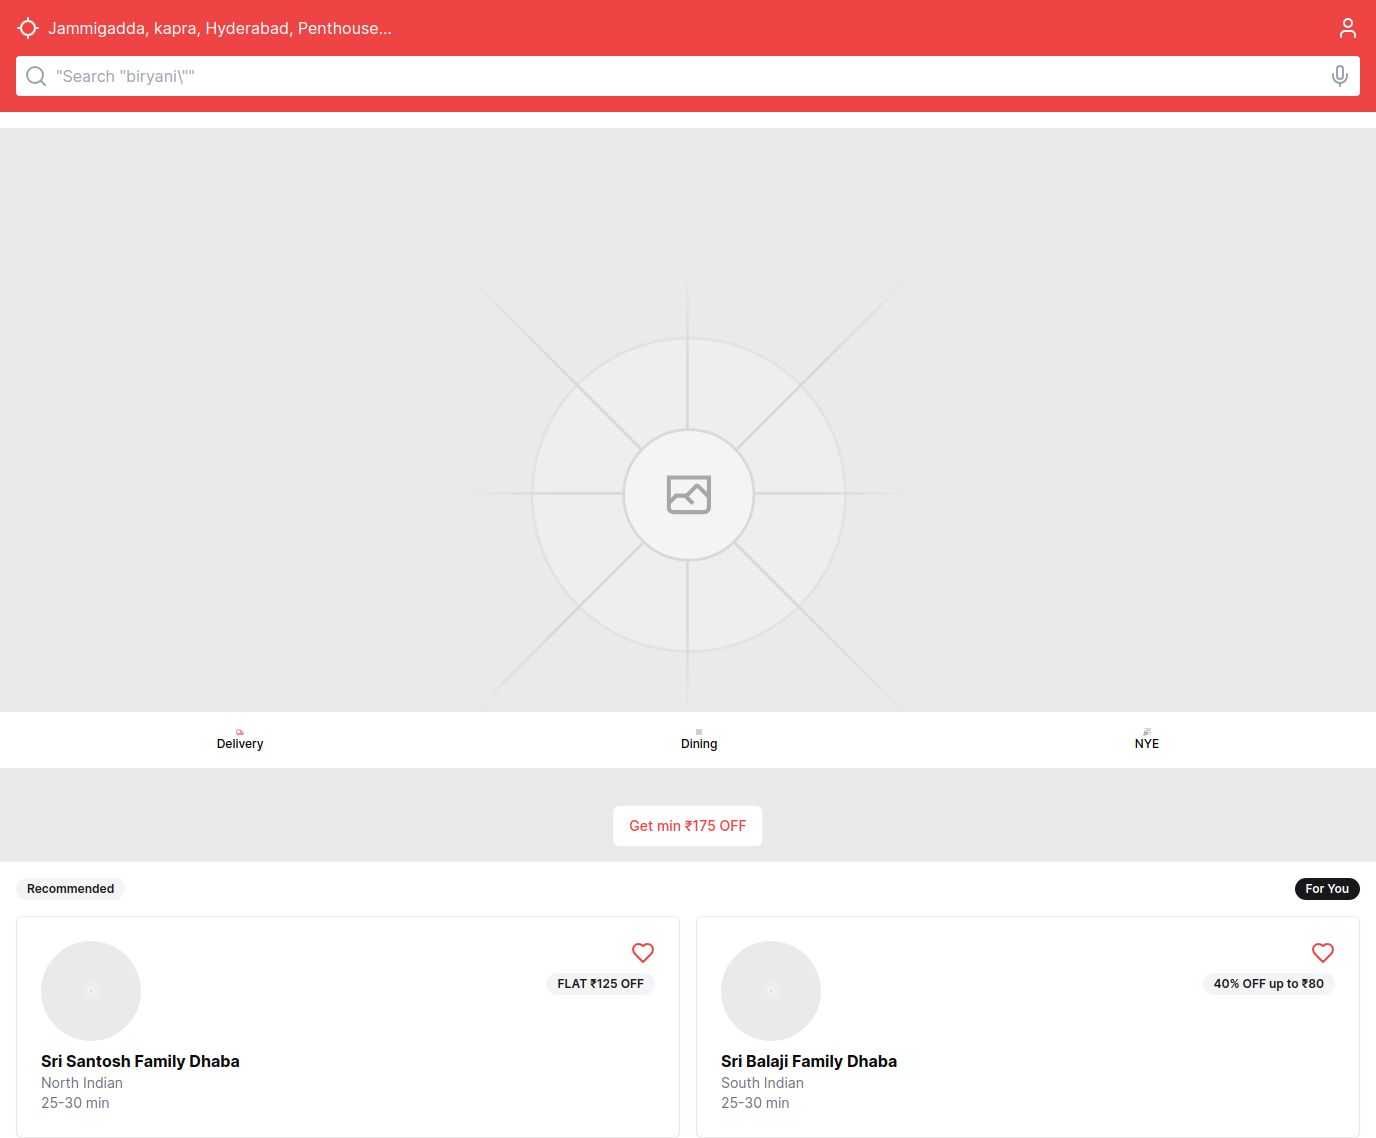 Jammigadda, kapra, Hyderabad, Penthouse...
"Search "biryani\""
Delivery
Dining
NYE
Get min ₹175 OFF
Recommended
For You
FLAT ₹125 OFF
Sri Santosh Family Dhaba
North Indian
25-30 min
40% OFF up to ₹80
Sri Balaji Family Dhaba
South Indian
25-30 min